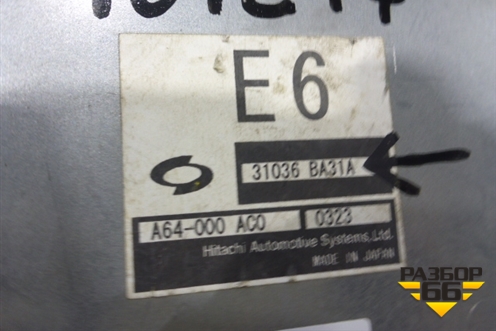 E6
31036 BA31A
A64-000 AC0 0323
Hitachi Automotive Systems, Ltd.
MADE IN JAPAN
РАЗБОР
66